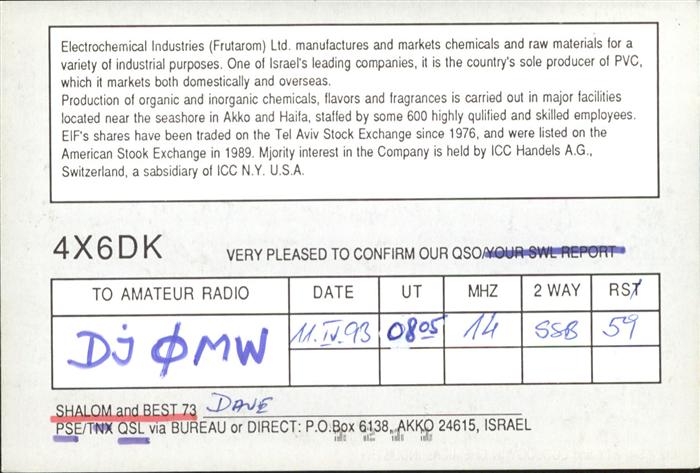 Electrochemical Industries (Frutarom) Ltd. manufactures and markets chemicals and raw materials for a
variety of industrial purposes. One of Israel's leading companies, it is the country's sole producer of PVC,
which it markets both domestically and overseas.
Production of organic and inorganic chemicals, flavors and fragrances is carried out in major facilities
located near the seashore in Akko and Haifa, staffed by some 600 highly qulified and skilled employees.
EIF's shares have been traded on the Tel Aviv Stock Exchange since 1976, and were listed on the
American Stook Exchange in 1989. Mjority interest in the Company is held by ICC Handels A.G.,
Switzerland, a sabsidiary of ICC N.Y. U.S.A.
4X6DK VERY PLEASED TO CONFIRM OUR QSO/YOUR SWL REPORT
TO AMATEUR RADIO DATE UT MHZ 2 WAY RST
DJ ØMW 11.IV.93 0805 14 SSB 59
SHALOM and BEST 73 DAVE
PSE/TNX QSL via BUREAU or DIRECT: P.O.Box 6138, AKKO 24615, ISRAEL